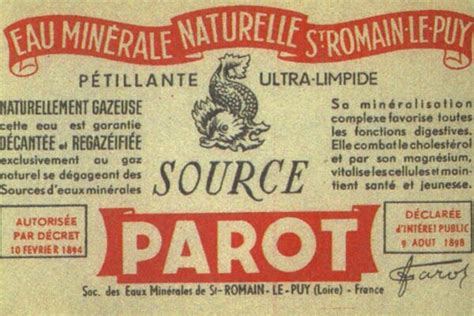 EAU MINÉRALE NATURELLE ST-ROMAIN-LE-PUY
PÉTILLANTE ULTRA-LIMPIDE
NATURELLEMENT GAZEUSE
cette eau est garantie
DÉCANTÉE et REGAZÉIFIÉE
exclusivement au gaz
naturel se dégageant des
Sources d'eaux minérales
Sa minéralisation
complexe favorise toutes
les fonctions digestives.
Elle combat le cholestérol
et par son magnésium,
vitalise les cellules et main-
tient santé et jeunesse.
SOURCE
PAROT
AUTORISÉE
PAR DÉCRET
10 FÉVRIER 1894
DÉCLARÉE
d'INTÉRÊT PUBLIC
9 AOUT 1898
Parot
Soc. des Eaux Minérales de St-ROMAIN-LE-PUY (Loire) - France